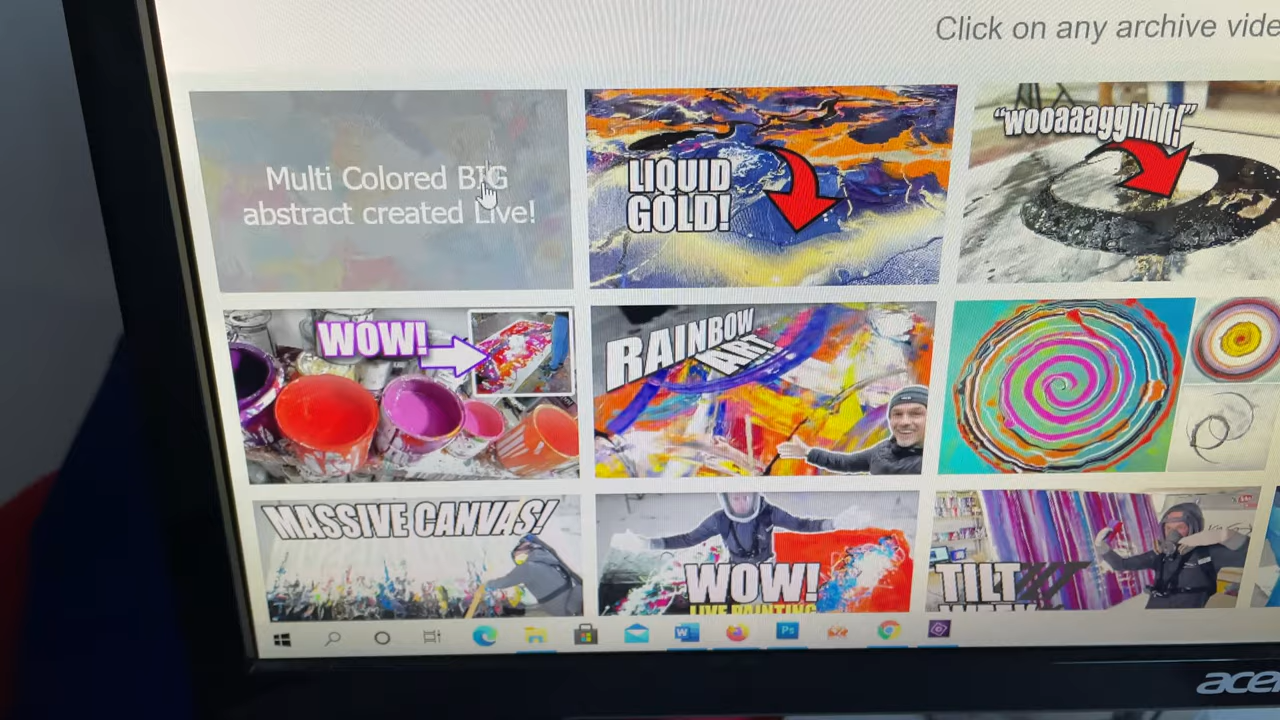 Click on any archive vide
Multi Colored BIG
abstract created Live!
LIQUID
GOLD!
"wooaaagghhh!"
WOW!
RAINBOW
ART
MASSIVE CANVAS!
WOW!
LIVE PAINTING
TILT
WEEK
acer